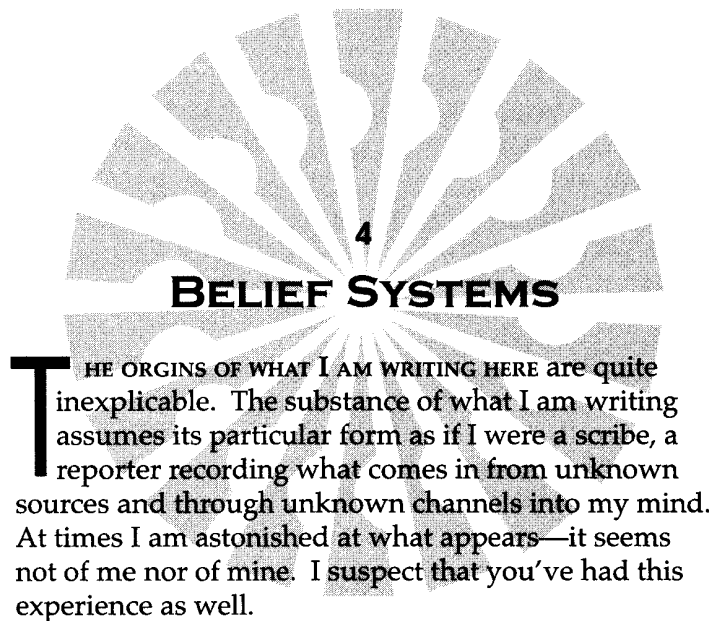 4
BELIEF SYSTEMS
THE ORGINS OF WHAT I AM WRITING HERE are quite
inexplicable. The substance of what I am writing
assumes its particular form as if I were a scribe, a
reporter recording what comes in from unknown
sources and through unknown channels into my mind.
At times I am astonished at what appears—it seems
not of me nor of mine. I suspect that you've had this
experience as well.